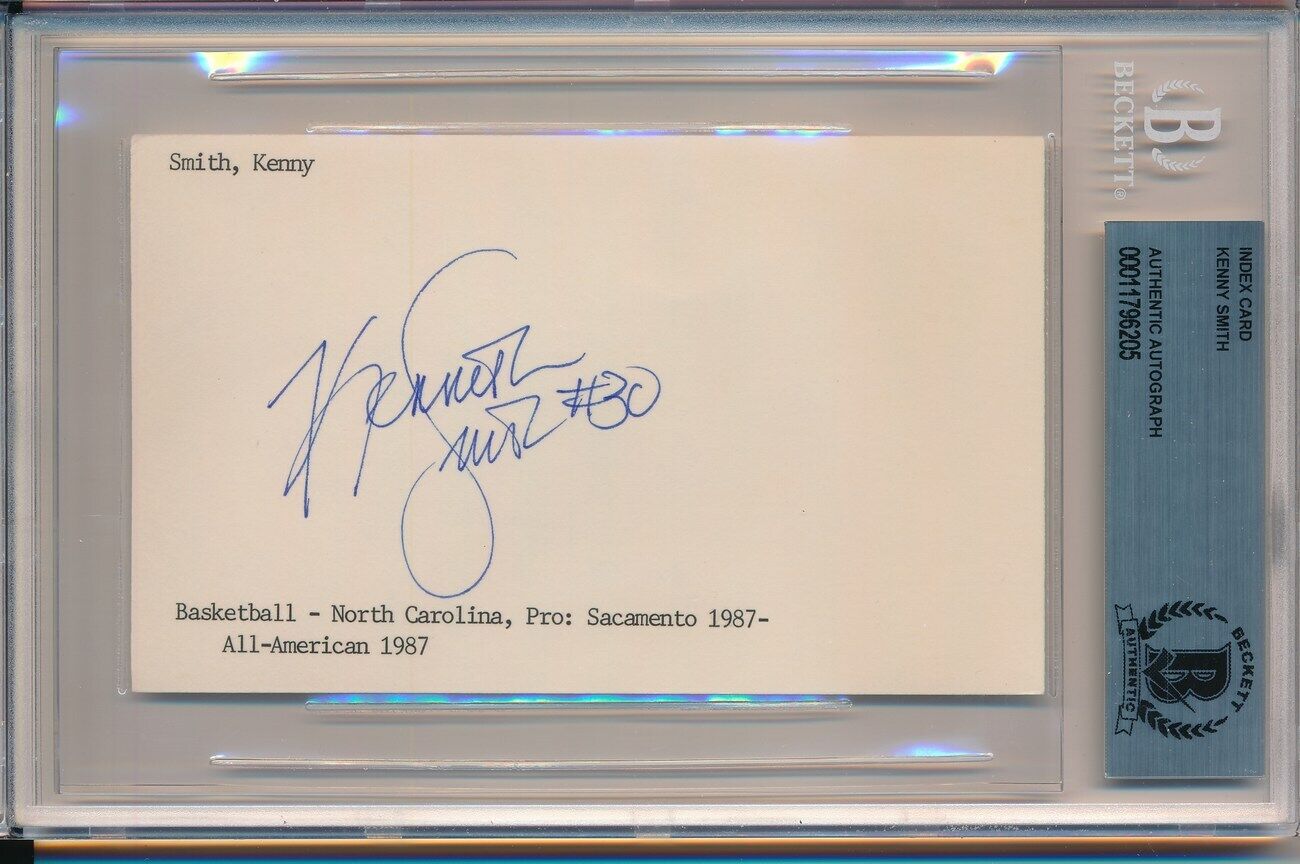 Smith, Kenny
Kenneth
Smith #30
Basketball - North Carolina, Pro: Sacamento 1987-
All-American 1987
B
BECKETT®
INDEX CARD
KENNY SMITH
AUTHENTIC AUTOGRAPH
00011796205
BECKETT
B
AUTHENTIC